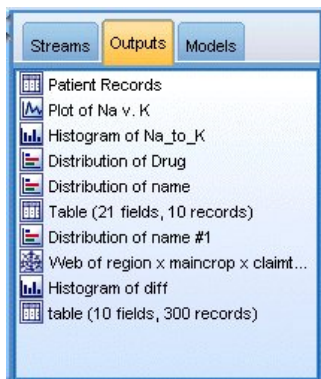 Streams Outputs Models
Patient Records
Plot of Na v. K
Histogram of Na_to_K
Distribution of Drug
Distribution of name
Table (21 fields, 10 records)
Distribution of name #1
Web of region x maincrop x claimt...
Histogram of diff
table (10 fields, 300 records)